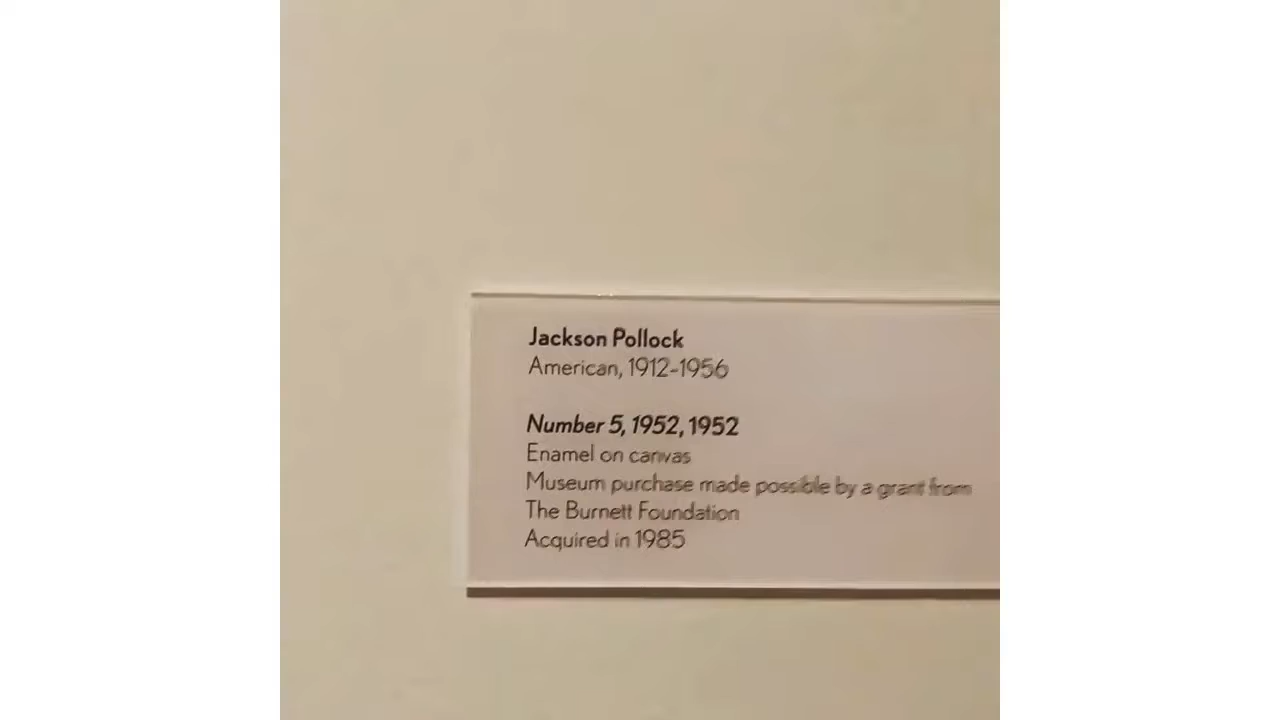 Jackson Pollock
American, 1912-1956
Number 5, 1952, 1952
Enamel on canvas
Museum purchase made possible by a grant from
The Burnett Foundation
Acquired in 1985